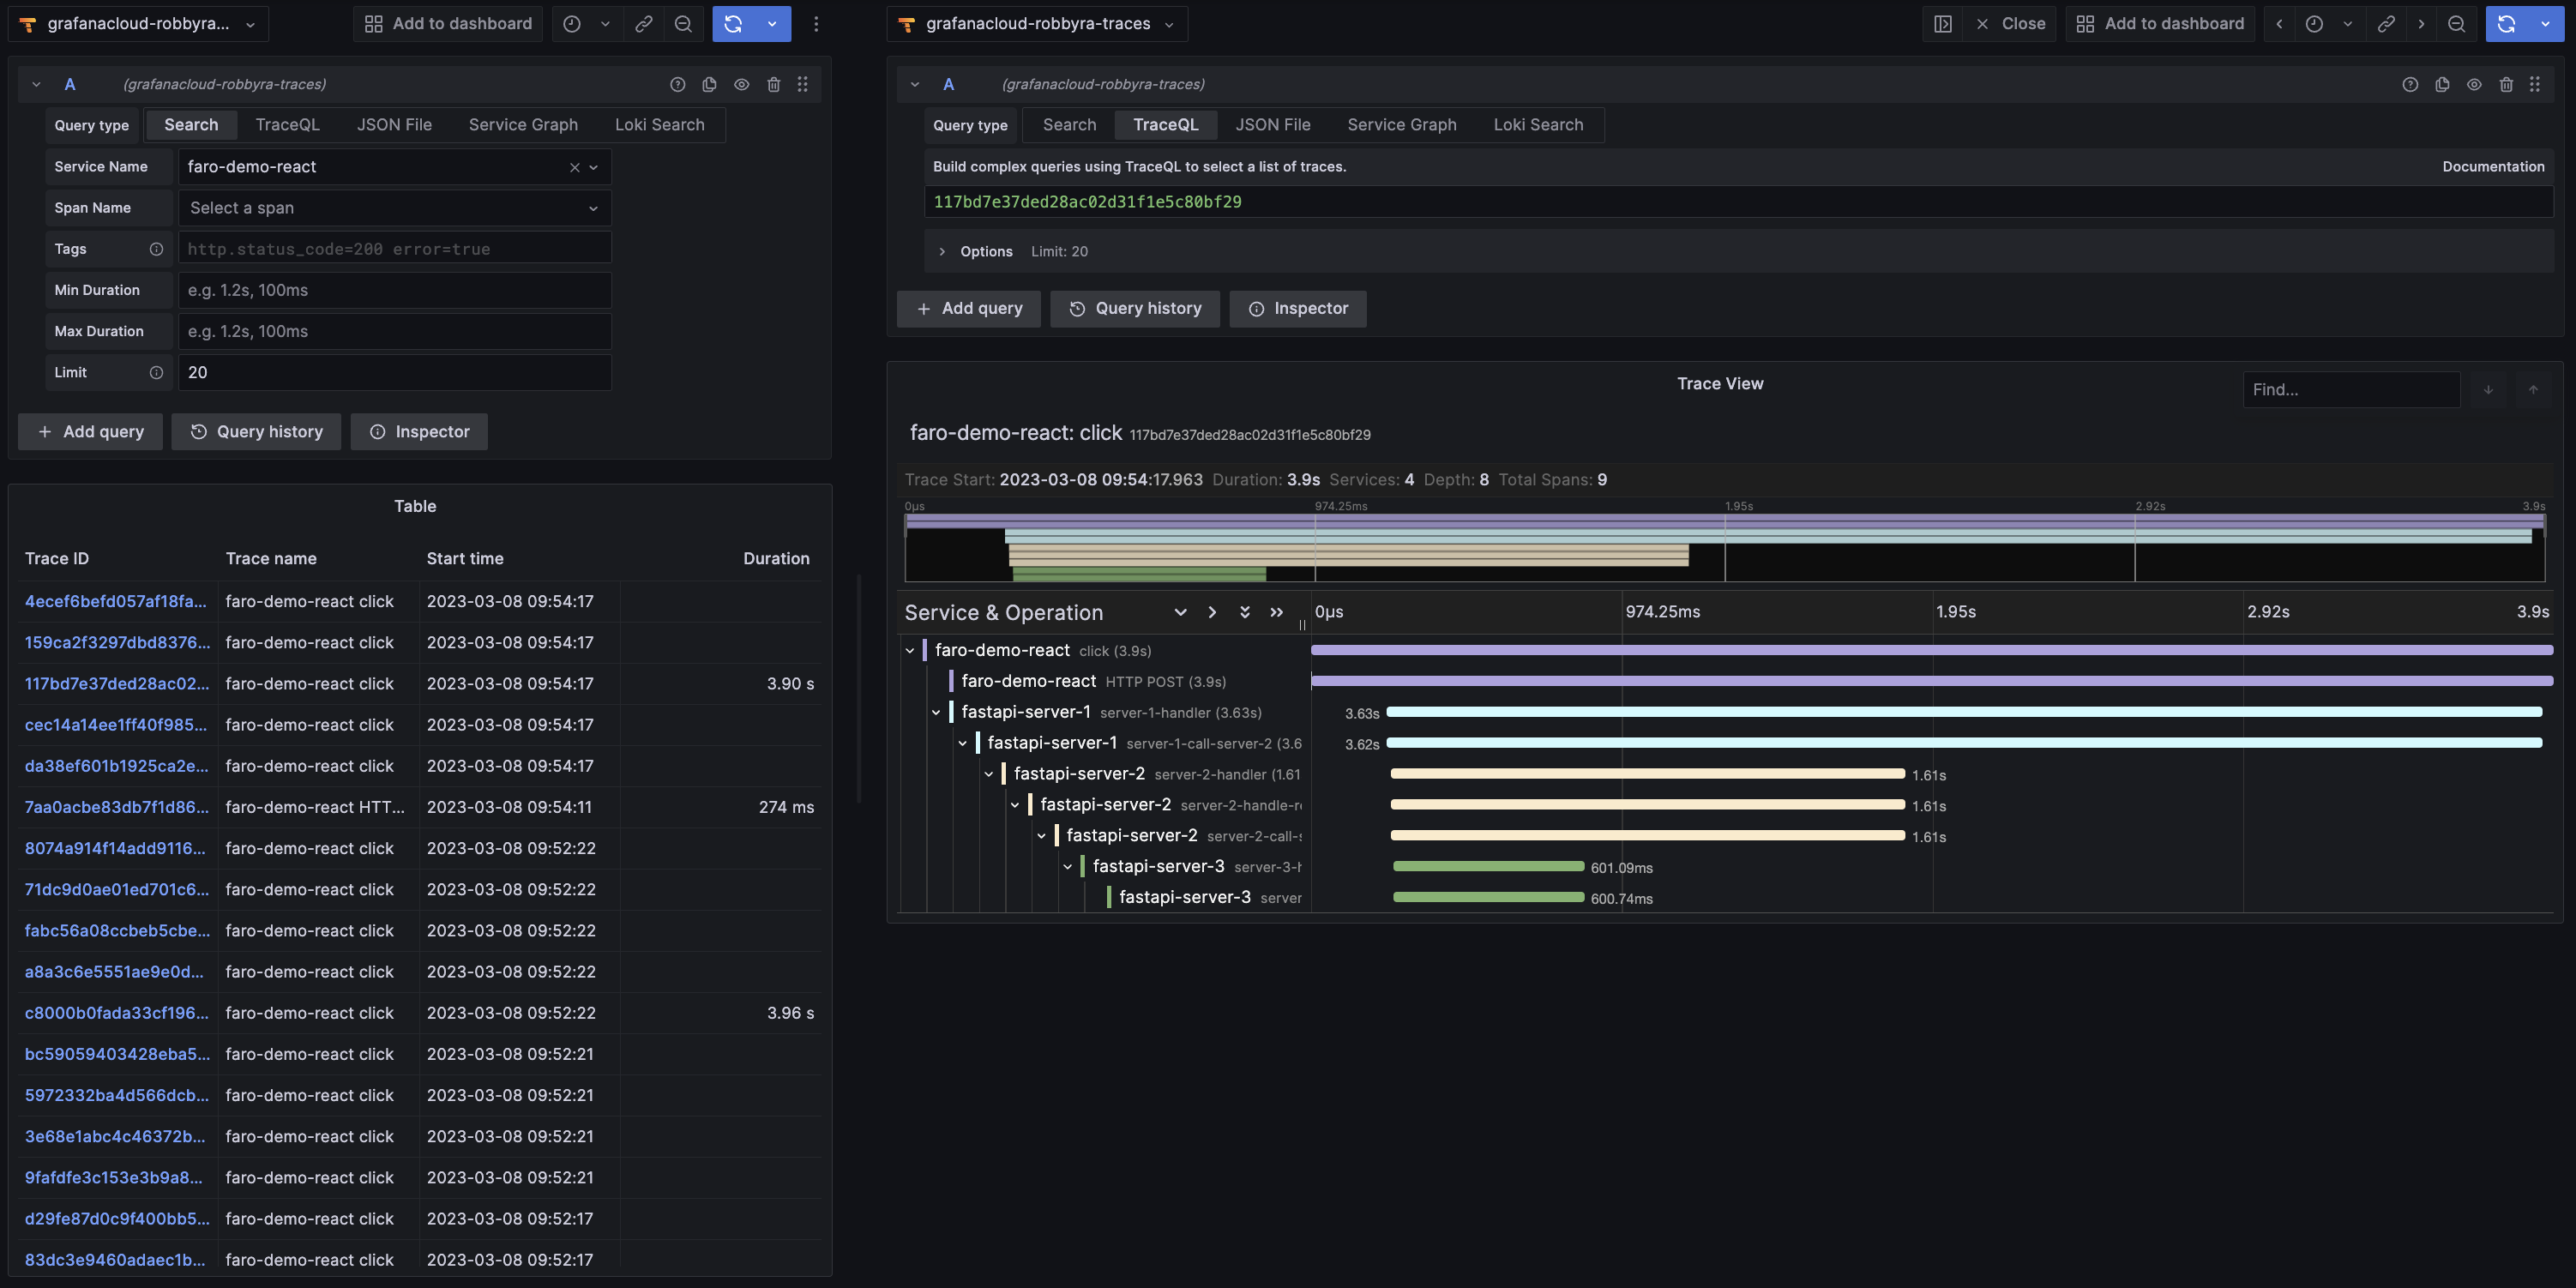 grafanacloud-robbyra...
Add to dashboard
A
(grafanacloud-robbyra-traces)
Query type
Search
TraceQL
JSON File
Service Graph
Loki Search
Service Name
faro-demo-react
Span Name
Select a span
Tags
http.status_code=200 error=true
Min Duration
e.g. 1.2s, 100ms
Max Duration
e.g. 1.2s, 100ms
Limit
20
Add query
Query history
Inspector
Table
Trace ID Trace name Start time Duration
4ecef6befd057af18fa... faro-demo-react click 2023-03-08 09:54:17
159ca2f3297dbd8376... faro-demo-react click 2023-03-08 09:54:17
117bd7e37ded28ac02... faro-demo-react click 2023-03-08 09:54:17 3.90 s
cec14a14ee1ff40f985... faro-demo-react click 2023-03-08 09:54:17
da38ef601b1925ca2e... faro-demo-react click 2023-03-08 09:54:17
7aa0acbe83db7f1d86... faro-demo-react HTT... 2023-03-08 09:54:11 274 ms
8074a914f14add9116... faro-demo-react click 2023-03-08 09:52:22
71dc9d0ae01ed701c6... faro-demo-react click 2023-03-08 09:52:22
fabc56a08ccbeb5cbe... faro-demo-react click 2023-03-08 09:52:22
a8a3c6e5551ae9e0d... faro-demo-react click 2023-03-08 09:52:22
c8000b0fada33cf196... faro-demo-react click 2023-03-08 09:52:22 3.96 s
bc59059403428eba5... faro-demo-react click 2023-03-08 09:52:21
5972332ba4d566dcb... faro-demo-react click 2023-03-08 09:52:21
3e68e1abc4c46372b... faro-demo-react click 2023-03-08 09:52:21
9fafdfe3c153e3b9a8... faro-demo-react click 2023-03-08 09:52:21
d29fe87d0c9f400bb5... faro-demo-react click 2023-03-08 09:52:17
83dc3e9460adaec1b... faro-demo-react click 2023-03-08 09:52:17
grafanacloud-robbyra-traces
Close
Add to dashboard
A
(grafanacloud-robbyra-traces)
Query type
Search
TraceQL
JSON File
Service Graph
Loki Search
Build complex queries using TraceQL to select a list of traces.
Documentation
117bd7e37ded28ac02d31f1e5c80bf29
Options Limit: 20
Add query
Query history
Inspector
Trace View
Find...
faro-demo-react: click 117bd7e37ded28ac02d31f1e5c80bf29
Trace Start: 2023-03-08 09:54:17.963 Duration: 3.9s Services: 4 Depth: 8 Total Spans: 9
0μs 974.25ms 1.95s 2.92s 3.9s
Service & Operation
0μs 974.25ms 1.95s 2.92s 3.9s
faro-demo-react click (3.9s)
faro-demo-react HTTP POST (3.9s)
fastapi-server-1 server-1-handler (3.63s) 3.63s
fastapi-server-1 server-1-call-server-2 (3.6 3.62s
fastapi-server-2 server-2-handler (1.61 1.61s
fastapi-server-2 server-2-handle-r 1.61s
fastapi-server-2 server-2-call-s 1.61s
fastapi-server-3 server-3-h 601.09ms
fastapi-server-3 server 600.74ms